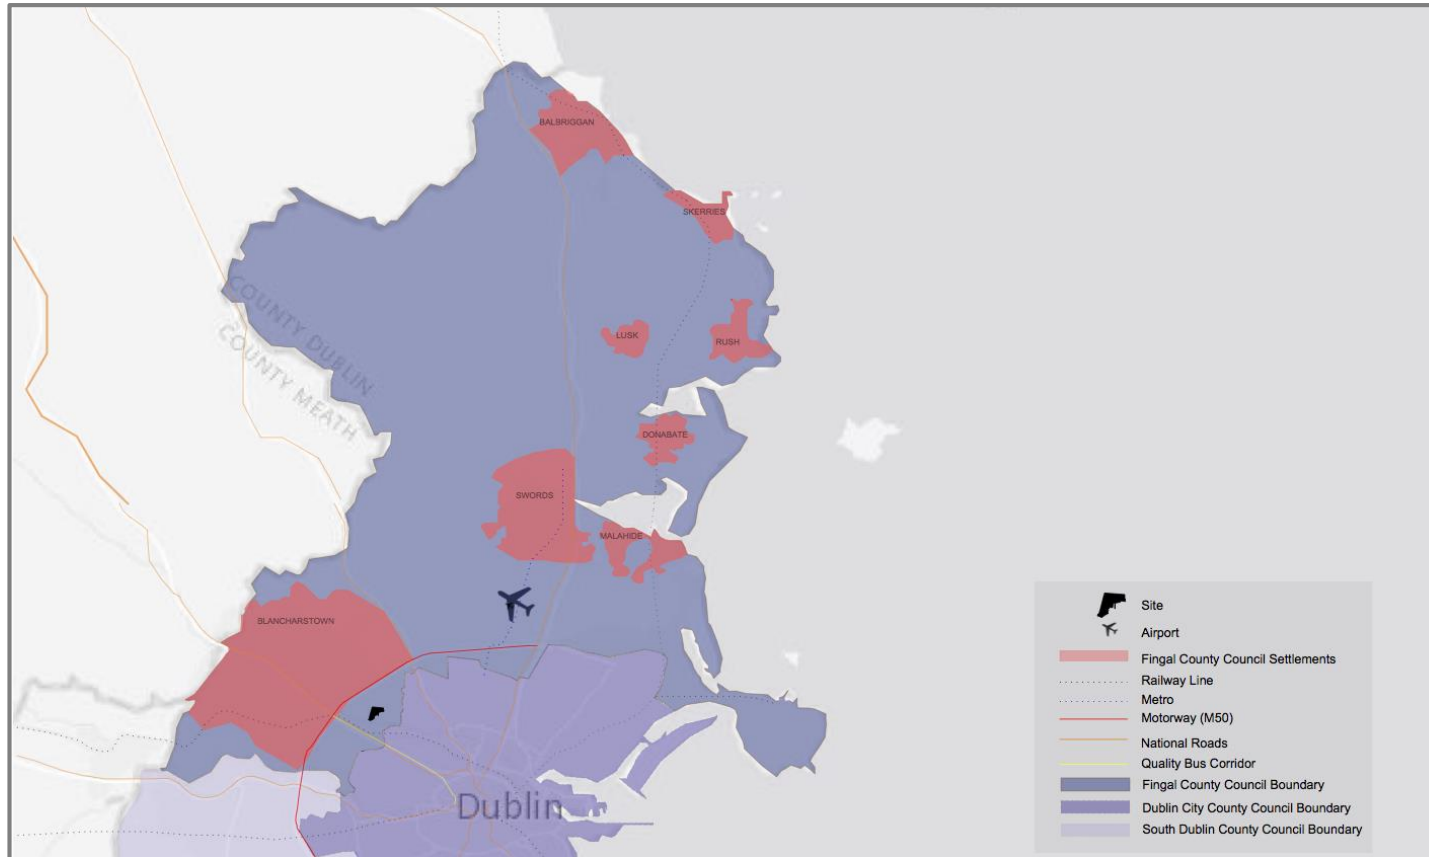 BALBRIGGAN
SKERRIES
COUNTY DUBLIN
COUNTY MEATH
LUSK
RUSH
DONABATE
SWORDS
MALAHIDE
BLANCHARSTOWN
Dublin
Site
Airport
Fingal County Council Settlements
Railway Line
Metro
Motorway (M50)
National Roads
Quality Bus Corridor
Fingal County Council Boundary
Dublin City County Council Boundary
South Dublin County Council Boundary